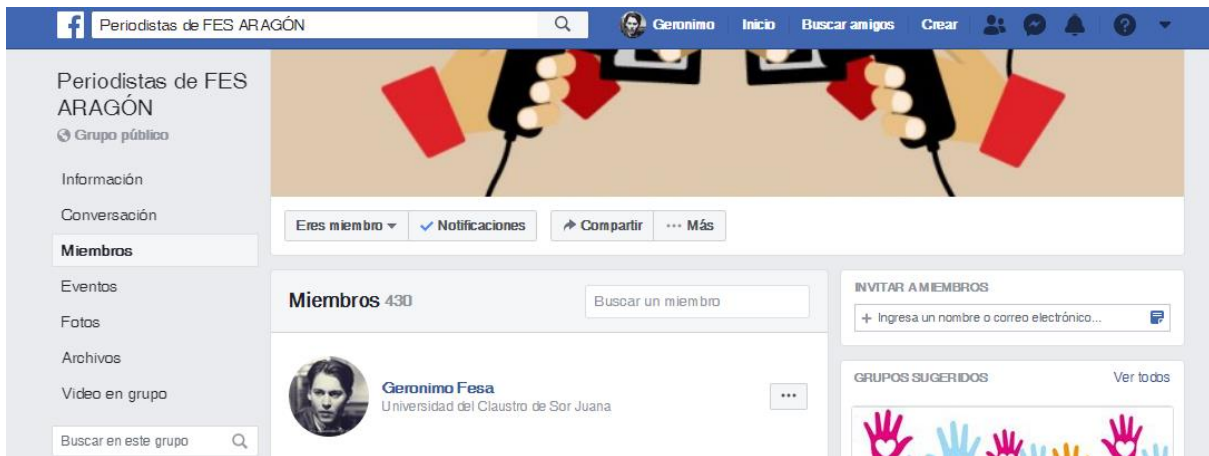 f
Periodistas de FES ARAGÓN
Geronimo
Inicio
Buscar amigos
Crear
Periodistas de FES
ARAGÓN
Grupo público
Información
Conversación
Miembros
Eventos
Fotos
Archivos
Video en grupo
Buscar en este grupo
Eres miembro
Notificaciones
Compartir
Más
Miembros 430
Buscar un miembro
Geronimo Fesa
Universidad del Claustro de Sor Juana
INVITAR A MIEMBROS
+ Ingresa un nombre o correo electrónico...
GRUPOS SUGERIDOS
Ver todos